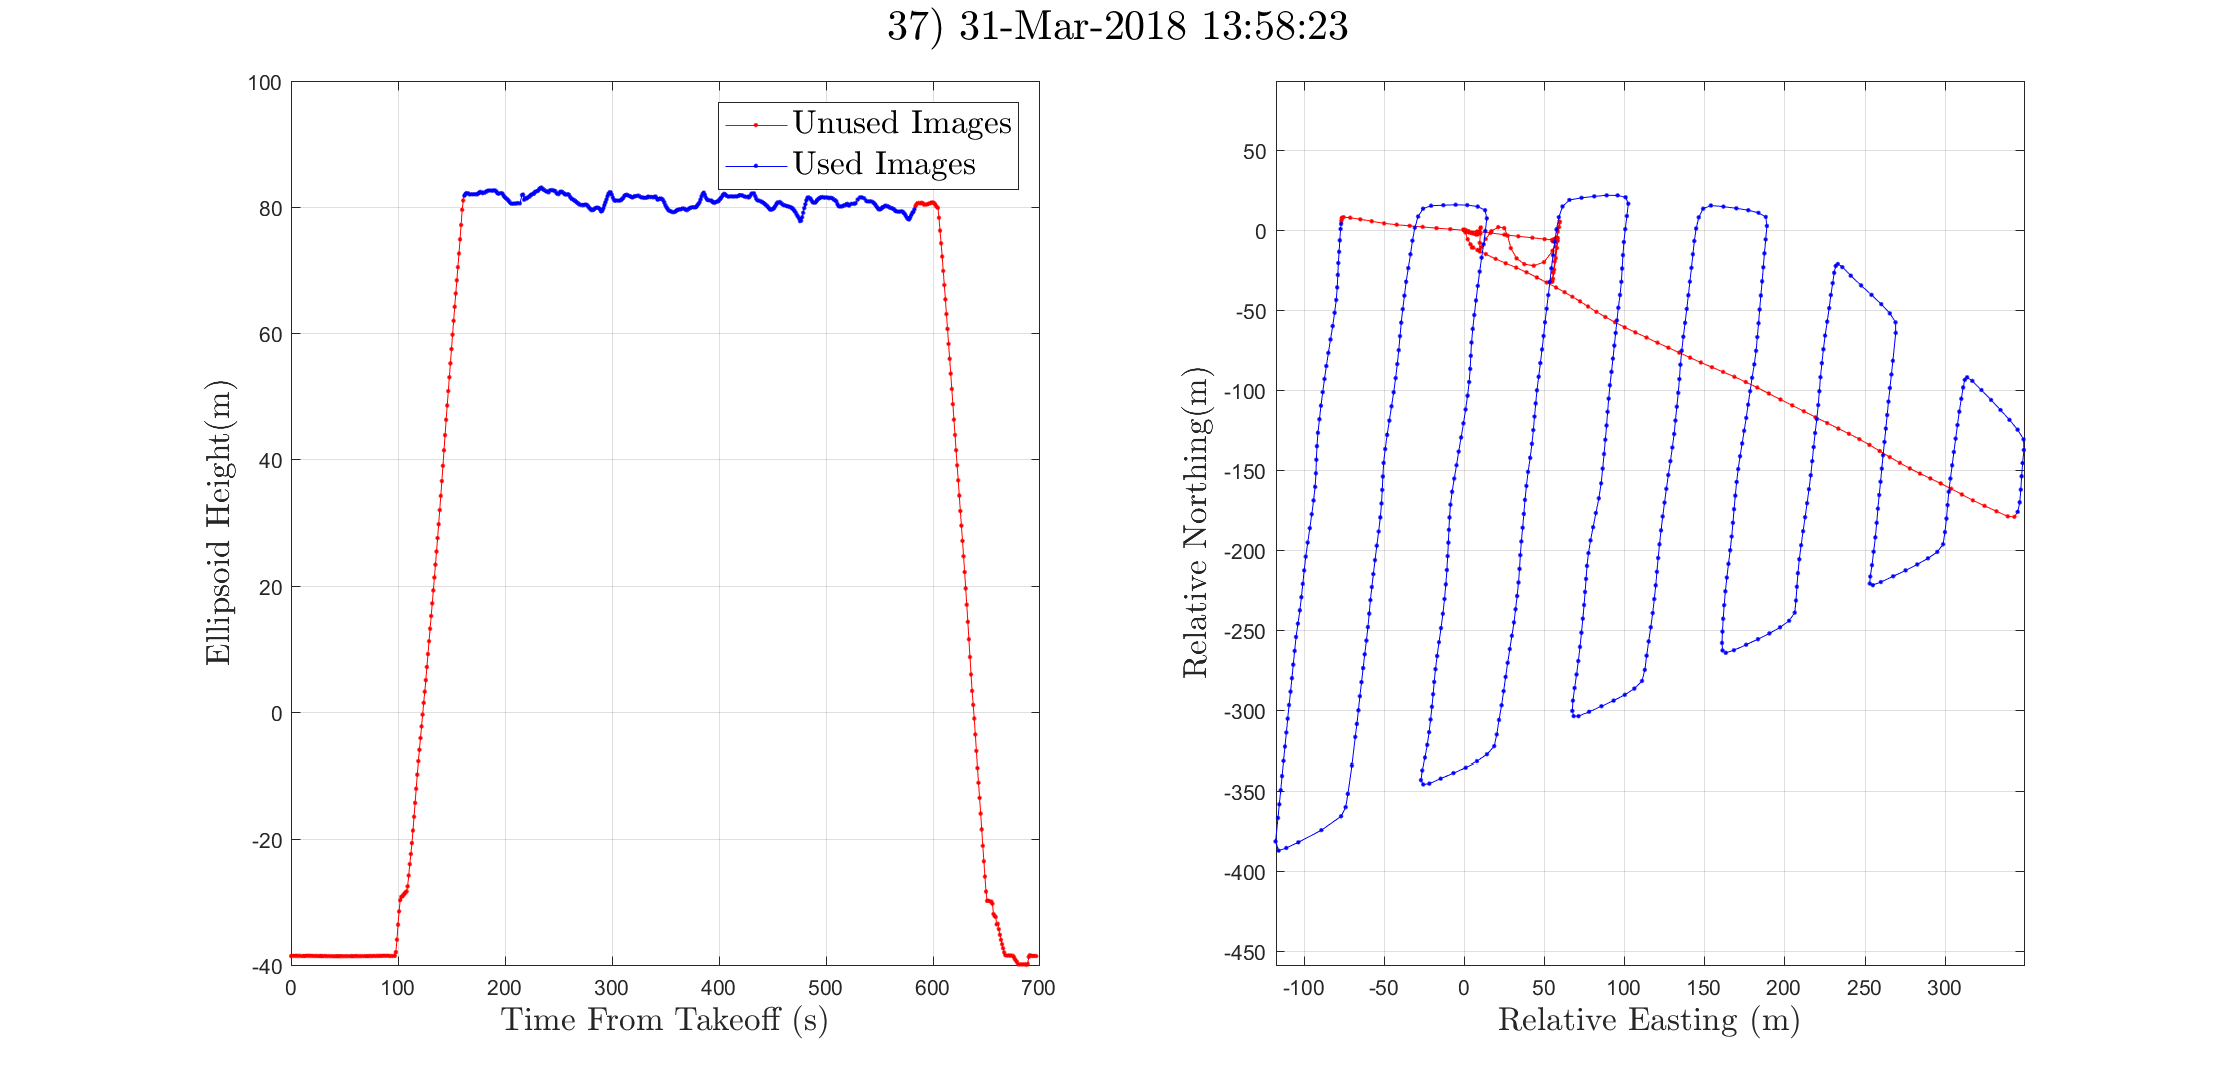 37) 31-Mar-2018 13:58:23
Ellipsoid Height(m)
100
80
60
40
20
0
-20
-40
0 100 200 300 400 500 600 700
Time From Takeoff (s)
Unused Images
Used Images
Relative Northing(m)
50
0
-50
-100
-150
-200
-250
-300
-350
-400
-450
-100 -50 0 50 100 150 200 250 300
Relative Easting (m)